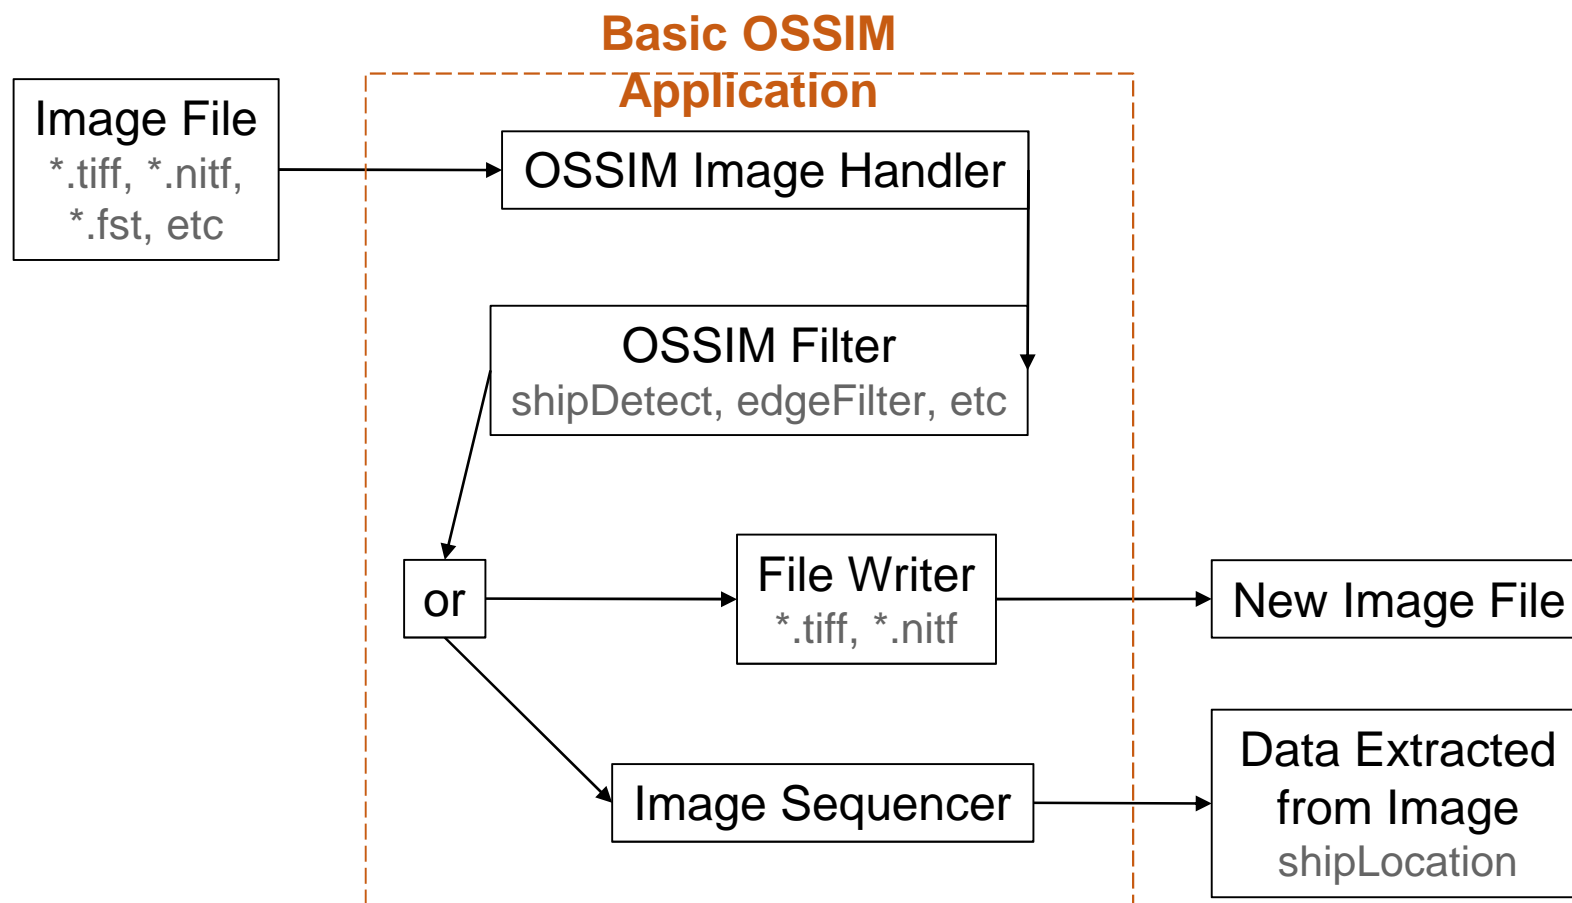 Basic OSSIM
Application
Image File
*.tiff, *.nitf,
*.fst, etc
OSSIM Image Handler
OSSIM Filter
shipDetect, edgeFilter, etc
or
File Writer
*.tiff, *.nitf
New Image File
Image Sequencer
Data Extracted
from Image
shipLocation